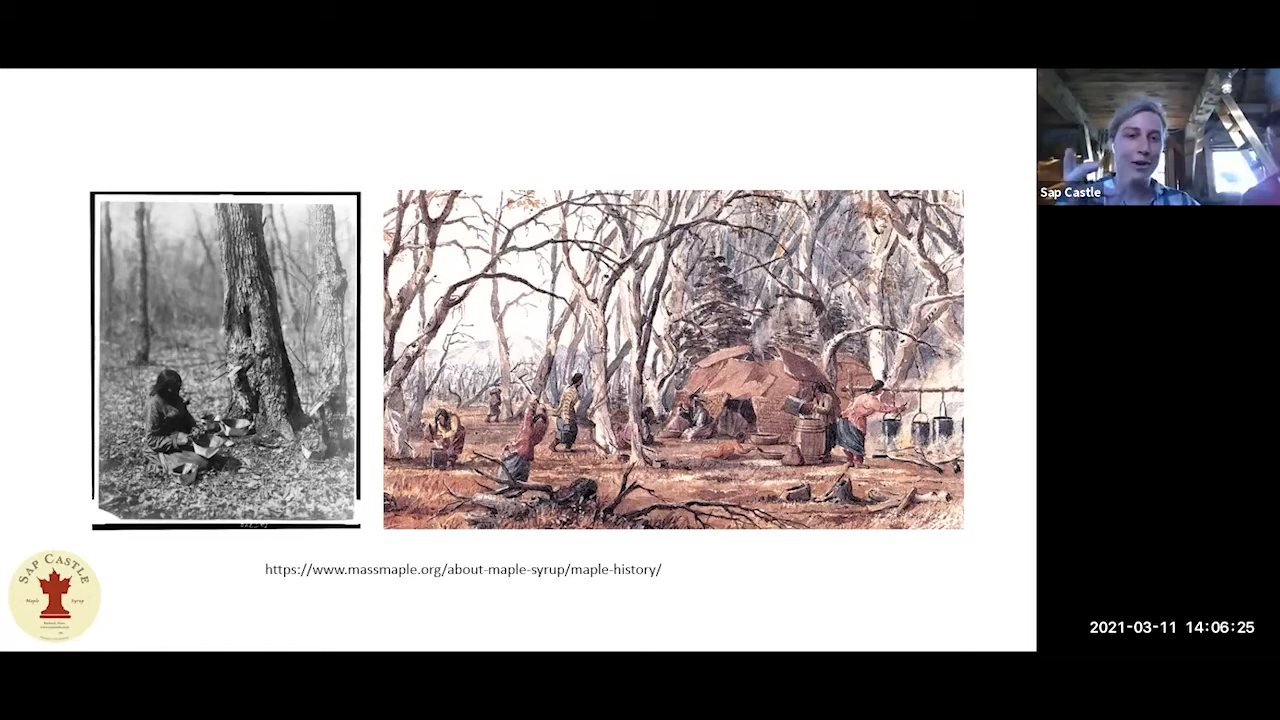 Sap Castle
https://www.massmaple.org/about-maple-syrup/maple-history/
SAP CASTLE
Maple Syrup
2021-03-11 14:06:25